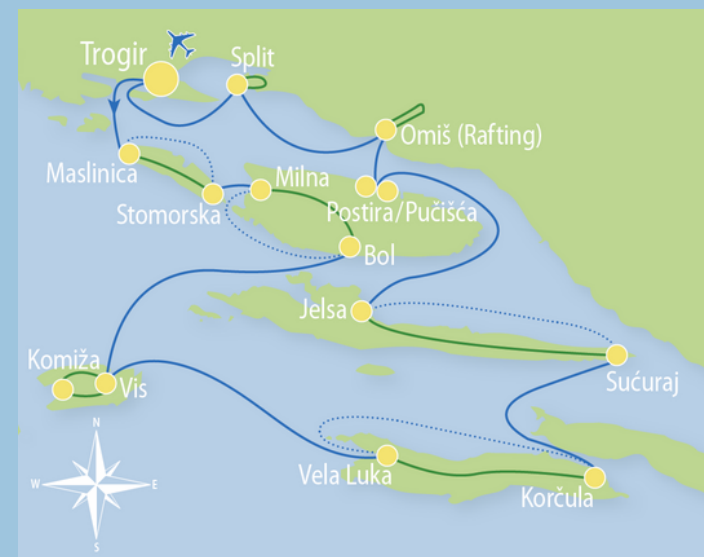 Trogir
Split
Omiš (Rafting)
Maslinica
Milna
Stomorska
Postira/Pučišća
Bol
Jelsa
Komiža
Vis
Sućuraj
N
W
E
S
Vela Luka
Korčula